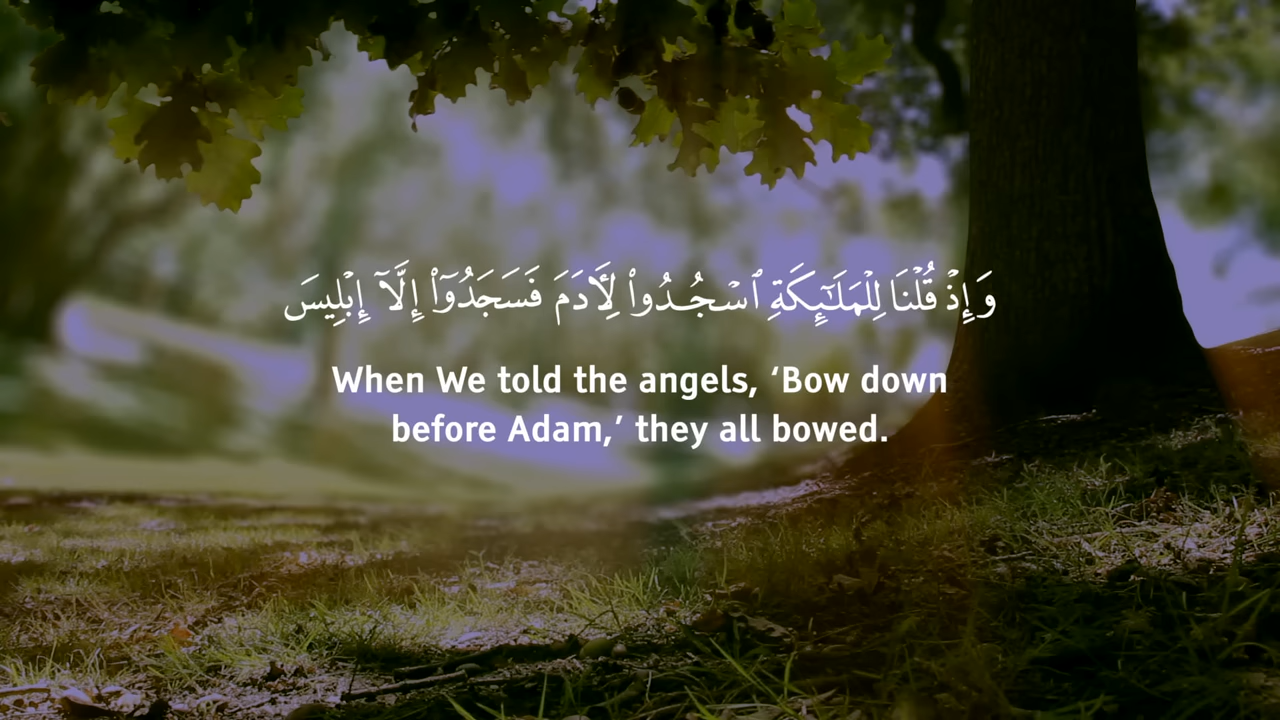 وَإِذْ قُلْنَا لِلْمَلَـٰٓئِكَةِ ٱسْجُدُوا۟ لِـَٔادَمَ فَسَجَدُوٓا۟ إِلَّآ إِبْلِيسَ
When We told the angels, ‘Bow down
before Adam,’ they all bowed.